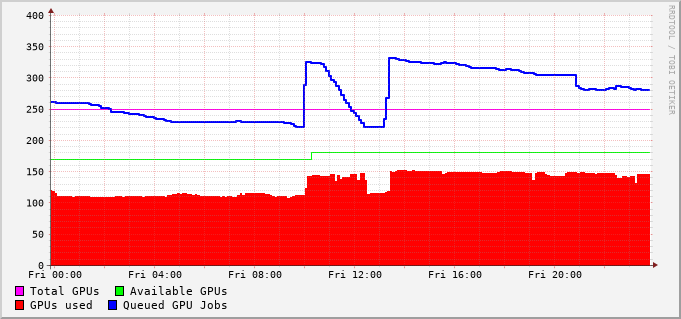 400
350
300
250
200
150
100
50
0
Fri 00:00 Fri 04:00 Fri 08:00 Fri 12:00 Fri 16:00 Fri 20:00
Total GPUs Available GPUs
GPUs used Queued GPU Jobs
RRDTOOL / TOBI OETIKER